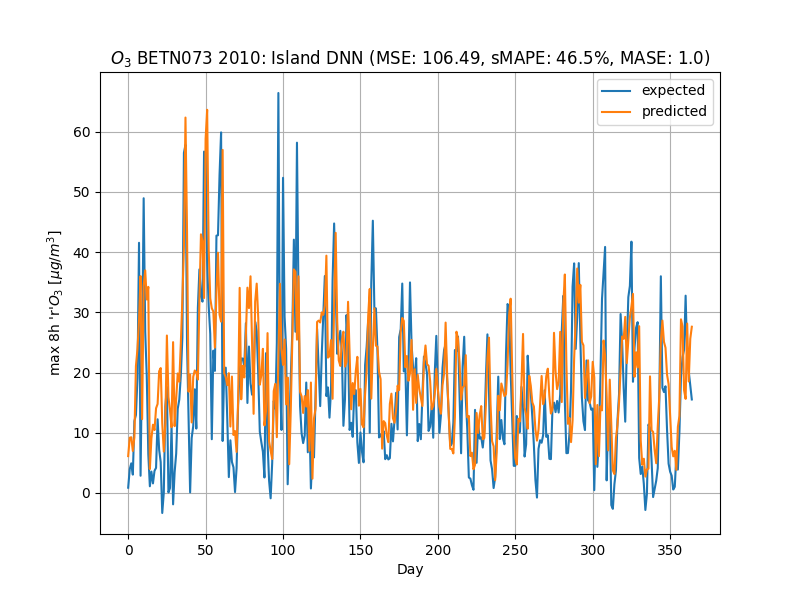 O₃ BETN073 2010: Island DNN (MSE: 106.49, sMAPE: 46.5%, MASE: 1.0)
expected
predicted
max 8h 'r'O₃ [μg/m³]
60
50
40
30
20
10
0
0 50 100 150 200 250 300 350
Day